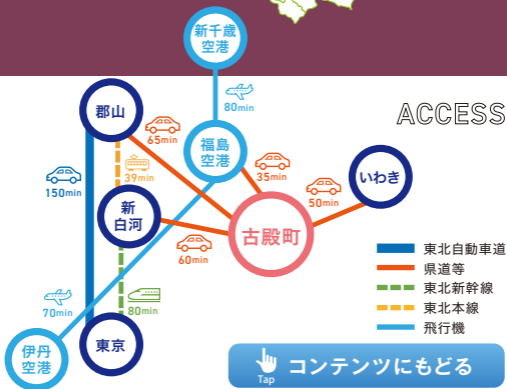 新千歳
空港
80min
ACCESS
郡山
65min
福島
空港
35min
150min
39min
いわき
50min
新
白河
古殿町
60min
東北自動車道
県道等
東北新幹線
東北本線
飛行機
70min
80min
伊丹
空港
東京
Tap
コンテンツにもどる